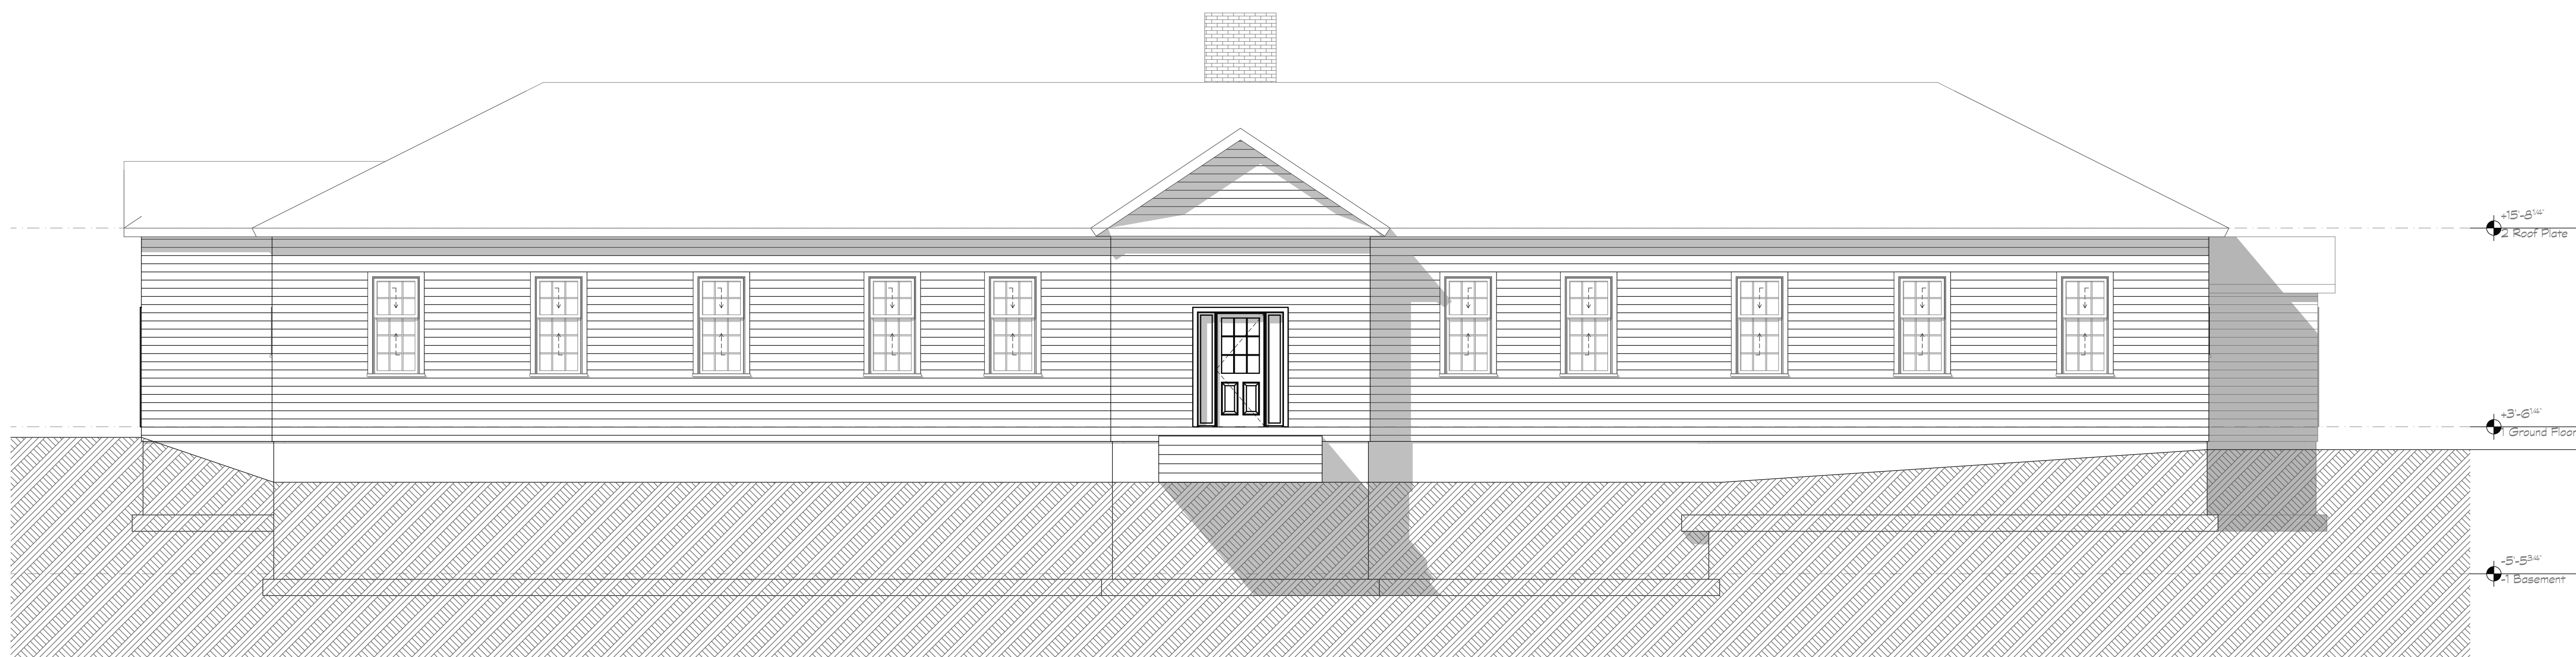 +15'-8 1/4"
2 Roof Plate
+3'-6 1/4"
1 Ground Floor
-5'-5 3/4"
-1 Basement